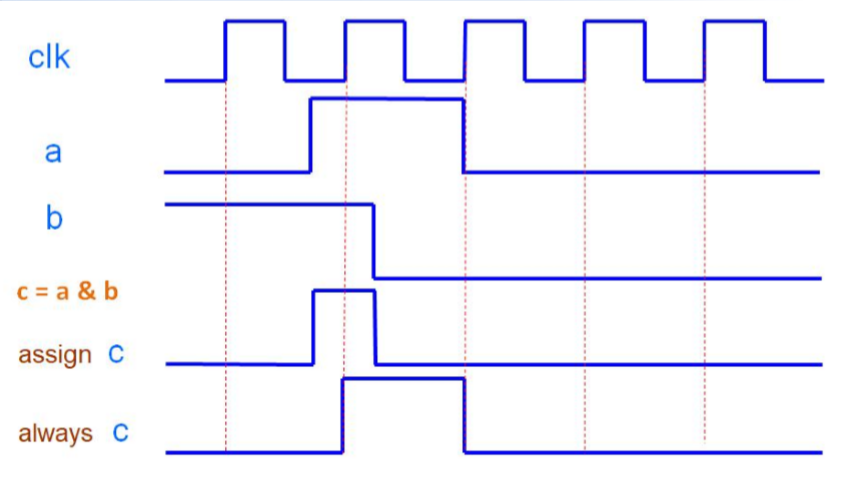 clk
a
b
c = a & b
assign C
always C